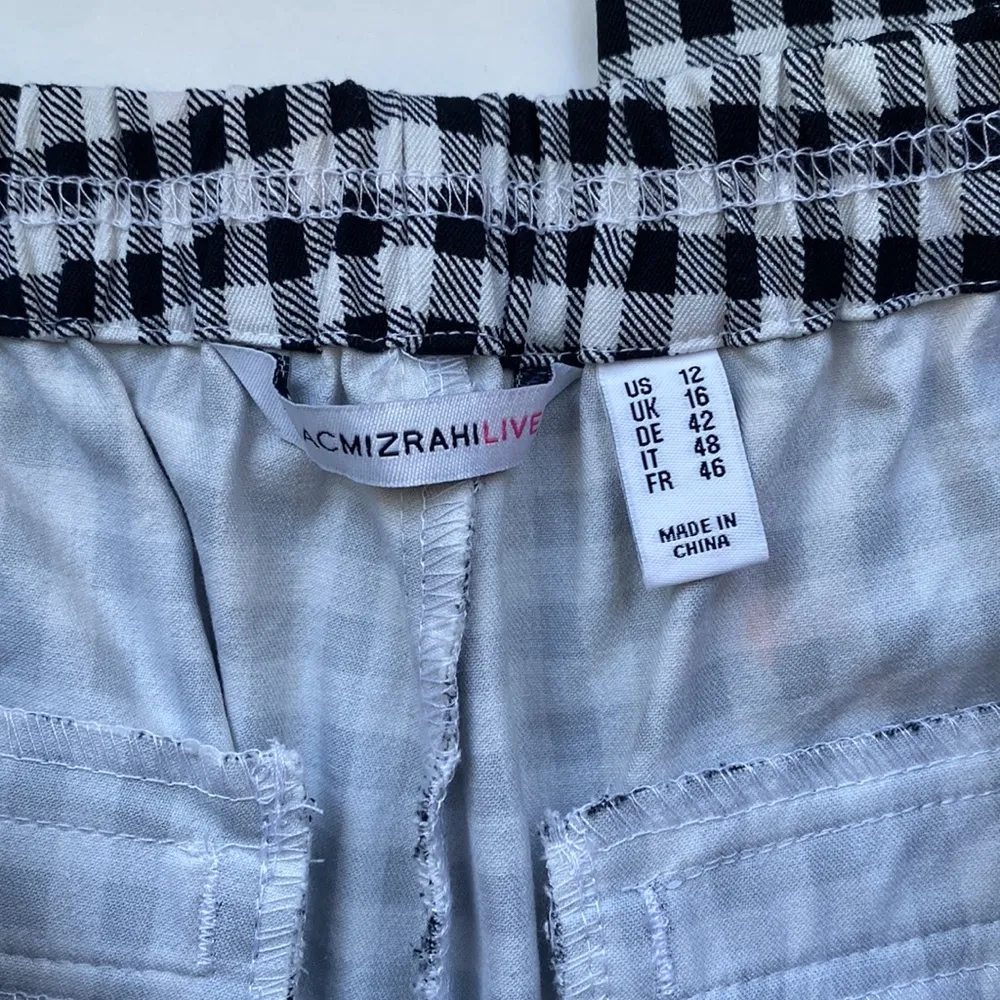 ACMIZRAHILIVE
US 12
UK 16
DE 42
IT 48
FR 46
MADE IN
CHINA